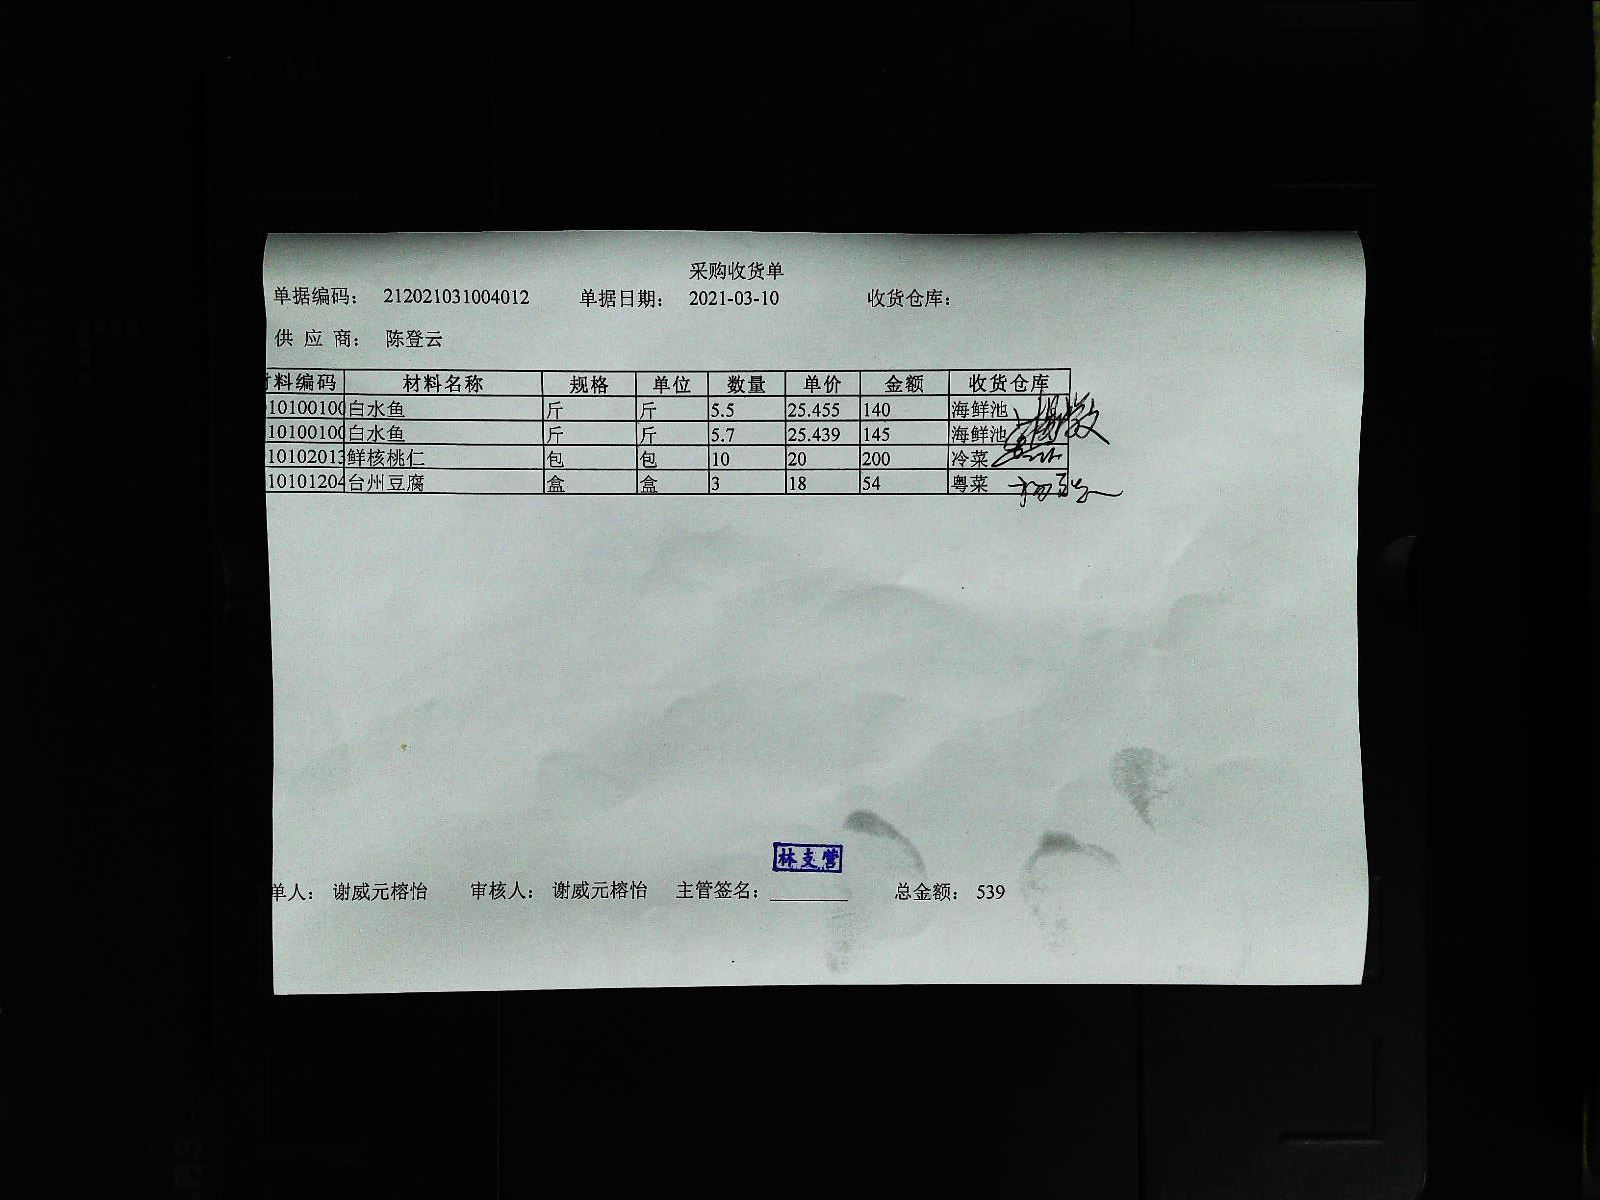 采购收货单
单据编码： 212021031004012 单据日期： 2021-03-10 收货仓库：
供 应 商： 陈登云
料编码 材料名称 规格 单位 数量 单价 金额 收货仓库
10100100 白水鱼 斤 斤 5.5 25.455 140 海鲜池
10100100 白水鱼 斤 斤 5.7 25.439 145 海鲜池
10102013 鲜核桃仁 包 包 10 20 200 冷菜
10101204 台州豆腐 盒 盒 3 18 54 粤菜
林支营
单人： 谢威元榕怡 审核人： 谢威元榕怡 主管签名： 总金额： 539